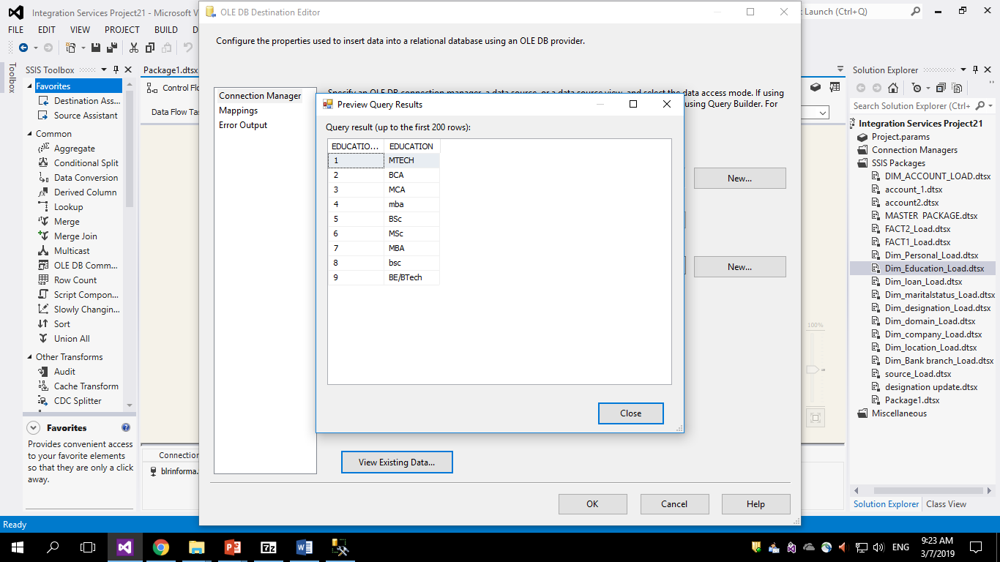 Integration Services Project21 - Microsoft V
OLE DB Destination Editor
Launch (Ctrl+Q)
FILE EDIT VIEW PROJECT BUILD D
Configure the properties used to insert data into a relational database using an OLE DB provider.
Toolbox
SSIS Toolbox
Favorites
Destination Ass...
Source Assistant
Common
Aggregate
Conditional Split
Data Conversion
Derived Column
Lookup
Merge
Merge Join
Multicast
OLE DB Comm...
Row Count
Script Compon...
Slowly Changin...
Sort
Union All
Other Transforms
Audit
Cache Transform
CDC Splitter
Favorites
Provides convenient access
to your favorite elements
so that they are only a click
away.
Package1.dtsx
Control Flo
Data Flow Tas
Connection
blrinforma.
Connection Manager
Mappings
Error Output
Specify an OLE DB connection manager, a data source, or a data source view, and select the data access mode. If using
using Query Builder. For
Preview Query Results
Query result (up to the first 200 rows):
EDUCATIO... EDUCATION
1 MTECH
2 BCA
3 MCA
4 mba
5 BSc
6 MSc
7 MBA
8 bsc
9 BE/BTech
Close
New...
New...
View Existing Data...
OK Cancel Help
100%
Solution Explorer
Search Solution Explorer (Ctrl+
Integration Services Project21
Project.params
Connection Managers
SSIS Packages
DIM_ACCOUNT_LOAD.dtsx
account_1.dtsx
account2.dtsx
MASTER PACKAGE.dtsx
FACT2_Load.dtsx
FACT1_Load.dtsx
Dim_Personal_Load.dtsx
Dim_Education_Load.dtsx
Dim_loan_Load.dtsx
Dim_maritalstatus_Load.dtsx
Dim_designation_Load.dtsx
Dim_domain_Load.dtsx
Dim_company_Load.dtsx
Dim_location_Load.dtsx
Dim_Bank branch_Load.dtsx
source_Load.dtsx
designation update.dtsx
Package1.dtsx
Miscellaneous
Solution Explorer Class View
Ready
ENG
9:23 AM
3/7/2019